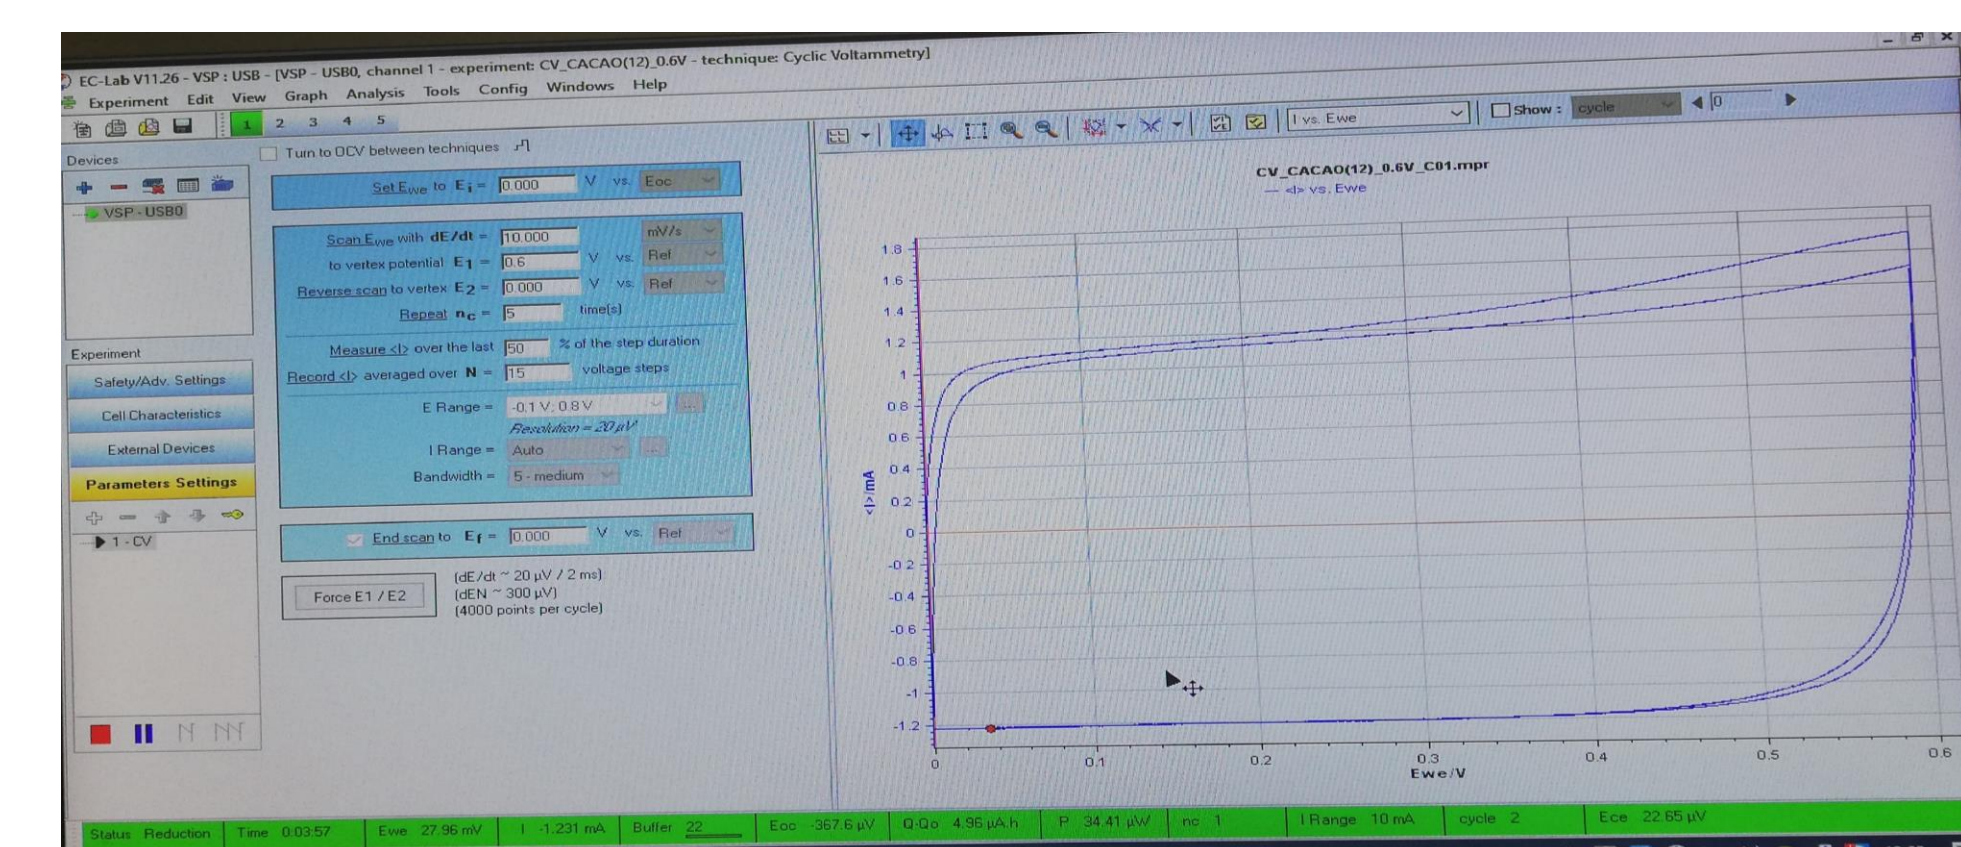 EC-Lab V11.26 - VSP : USB - [VSP - USB0, channel 1 - experiment: CV_CACAO(12)_0.6V - technique: Cyclic Voltammetry]
Experiment Edit View Graph Analysis Tools Config Windows Help
1 2 3 4 5
I vs. Ewe
Show : cycle 0
Devices
VSP - USB0
Experiment
Safety/Adv. Settings
Cell Characteristics
External Devices
Parameters Settings
1 - CV
Turn to OCV between techniques
Set Ewe to Ei = 0.000 V vs. Eoc
Scan Ewe with dE/dt = 10.000 mV/s
to vertex potential E1 = 0.6 V vs. Ref
Reverse scan to vertex E2 = 0.000 V vs. Ref
Repeat nc = 5 time(s)
Measure <I> over the last 50 % of the step duration
Record <I> averaged over N = 15 voltage steps
E Range = -0.1 V; 0.8 V ...
Resolution = 20 µV
I Range = Auto ...
Bandwidth = 5 - medium
End scan to Ef = 0.000 V vs. Ref
Force E1 / E2
(dE/dt ~ 20 µV / 2 ms)
(dEN ~ 300 µV)
(4000 points per cycle)
CV_CACAO(12)_0.6V_C01.mpr
<I> vs. Ewe
1.8
1.6
1.4
1.2
1
0.8
0.6
0.4
0.2
0
-0.2
-0.4
-0.6
-0.8
-1
-1.2
<I>/mA
0 0.1 0.2 0.3 0.4 0.5 0.6
Ewe/V
Status Reduction Time 0:03:57 Ewe 27.96 mV I -1.231 mA Buffer 22 Eoc -367.6 µV Q-Qo 4.96 µA.h P 34.41 µW nc 1 I Range 10 mA cycle 2 Ece 22.65 µV